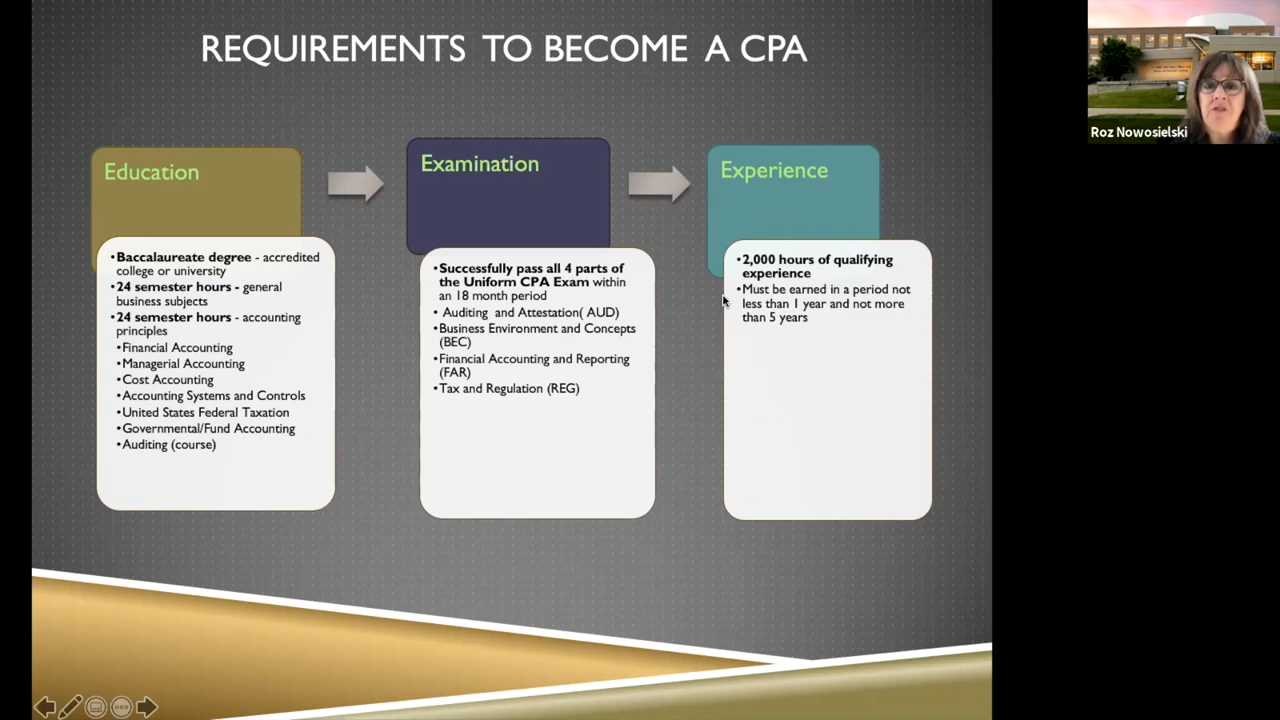 REQUIREMENTS TO BECOME A CPA
Education
•Baccalaureate degree - accredited
college or university
•24 semester hours - general
business subjects
•24 semester hours - accounting
principles
•Financial Accounting
•Managerial Accounting
•Cost Accounting
•Accounting Systems and Controls
•United States Federal Taxation
•Governmental/Fund Accounting
•Auditing (course)
Examination
•Successfully pass all 4 parts of
the Uniform CPA Exam within
an 18 month period
• Auditing and Attestation( AUD)
•Business Environment and Concepts
(BEC)
•Financial Accounting and Reporting
(FAR)
•Tax and Regulation (REG)
Experience
•2,000 hours of qualifying
experience
•Must be earned in a period not
less than 1 year and not more
than 5 years
Roz Nowosielski